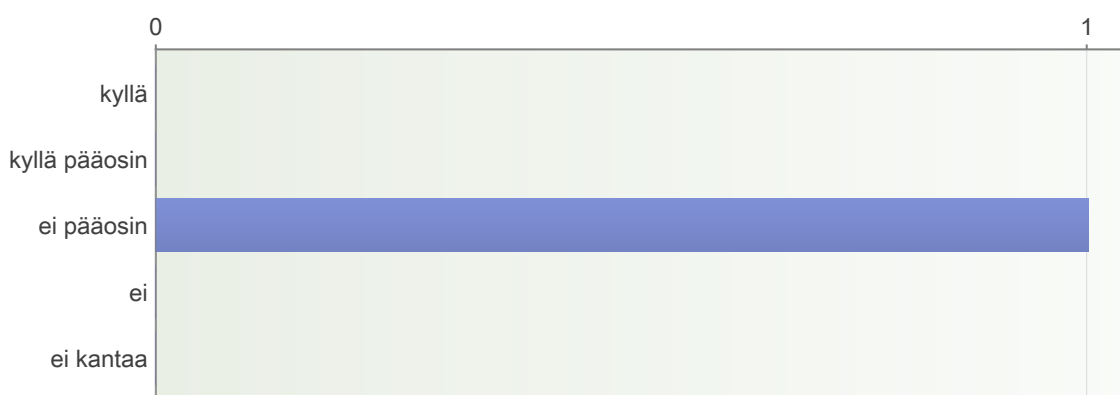 0 1
kyllä
kyllä pääosin
ei pääosin
ei
ei kantaa